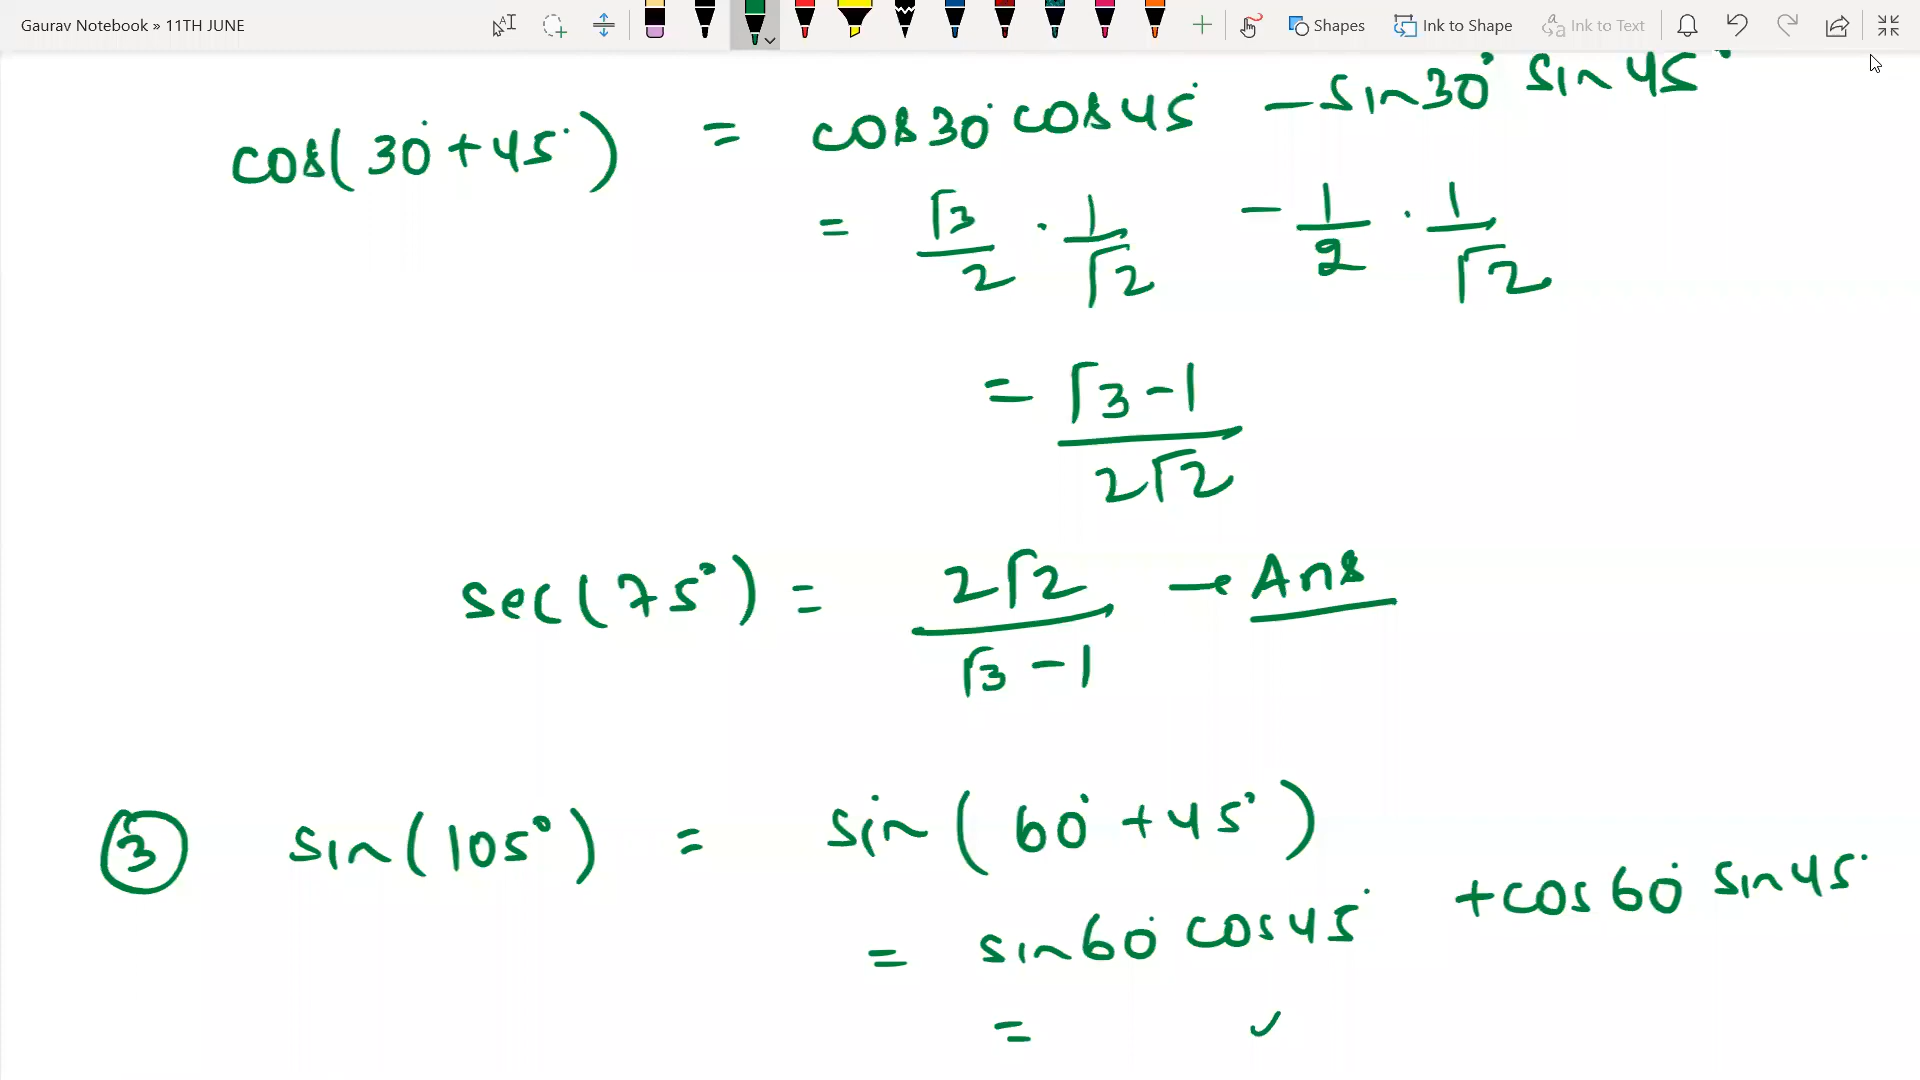 Gaurav Notebook » 11TH JUNE Shapes Ink to Shape Ink to Text
cos(30°+45°) = cos30° cos45° - sin30° sin45°
= √3/2 · 1/√2 - 1/2 · 1/√2
= √3-1/2√2
sec(75°) = 2√2/√3-1 → Ans
③ sin(105°) = sin(60°+45°)
= sin60° cos45° + cos60° sin45°
= ✓